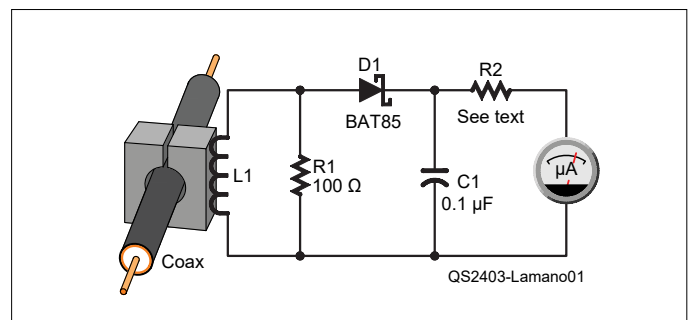 D1
BAT85
R2
See text
L1
R1
100 Ω
C1
0.1 µF
µA
Coax
QS2403-Lamano01